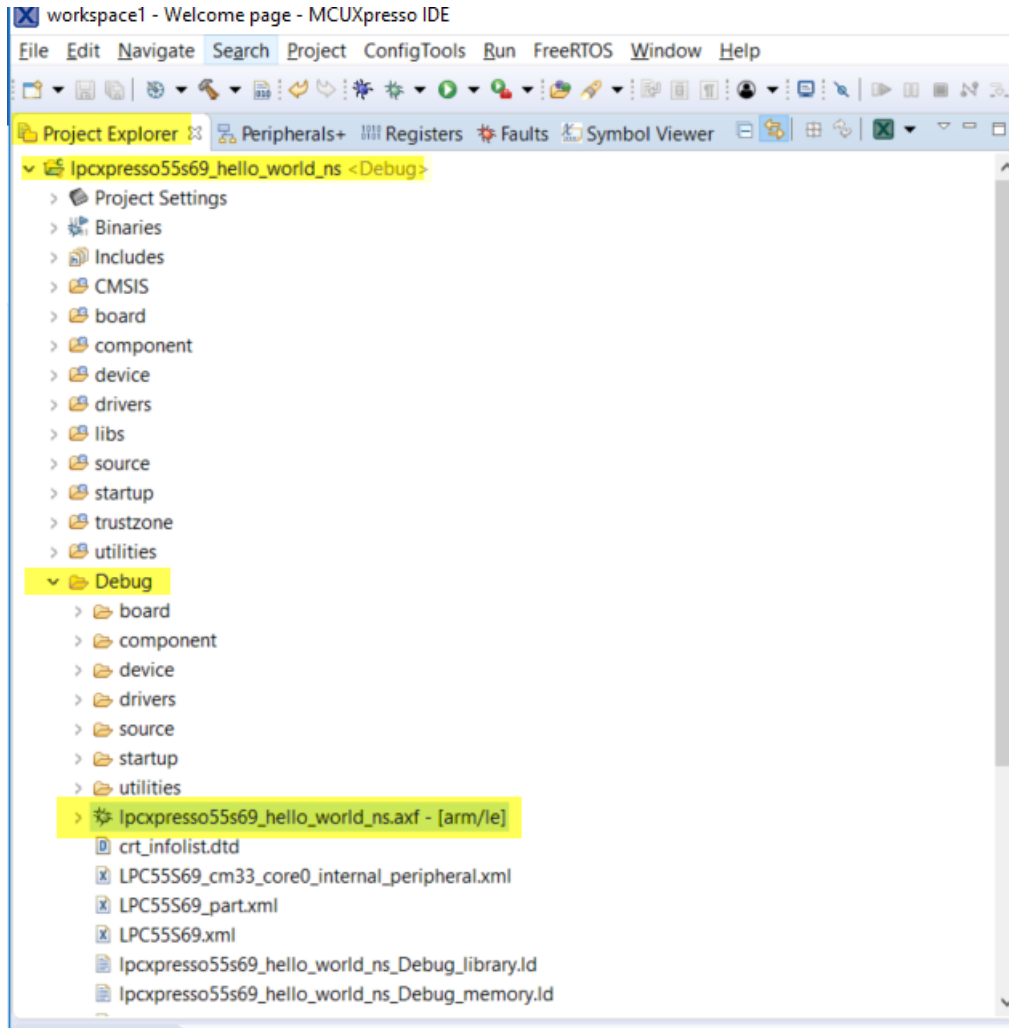 workspace1 - Welcome page - MCUXpresso IDE
File Edit Navigate Search Project ConfigTools Run FreeRTOS Window Help
Project Explorer Peripherals+ Registers Faults Symbol Viewer
lpcxpresso55s69_hello_world_ns <Debug>
Project Settings
Binaries
Includes
CMSIS
board
component
device
drivers
libs
source
startup
trustzone
utilities
Debug
board
component
device
drivers
source
startup
utilities
lpcxpresso55s69_hello_world_ns.axf - [arm/le]
crt_infolist.dtd
LPC55S69_cm33_core0_internal_peripheral.xml
LPC55S69_part.xml
LPC55S69.xml
lpcxpresso55s69_hello_world_ns_Debug_library.ld
lpcxpresso55s69_hello_world_ns_Debug_memory.ld